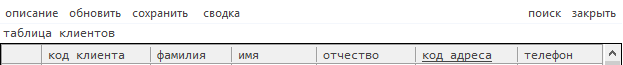 описание обновить сохранить сводка поиск закрыть
таблица клиентов
код клиента фамилия имя отчество код адреса телефон